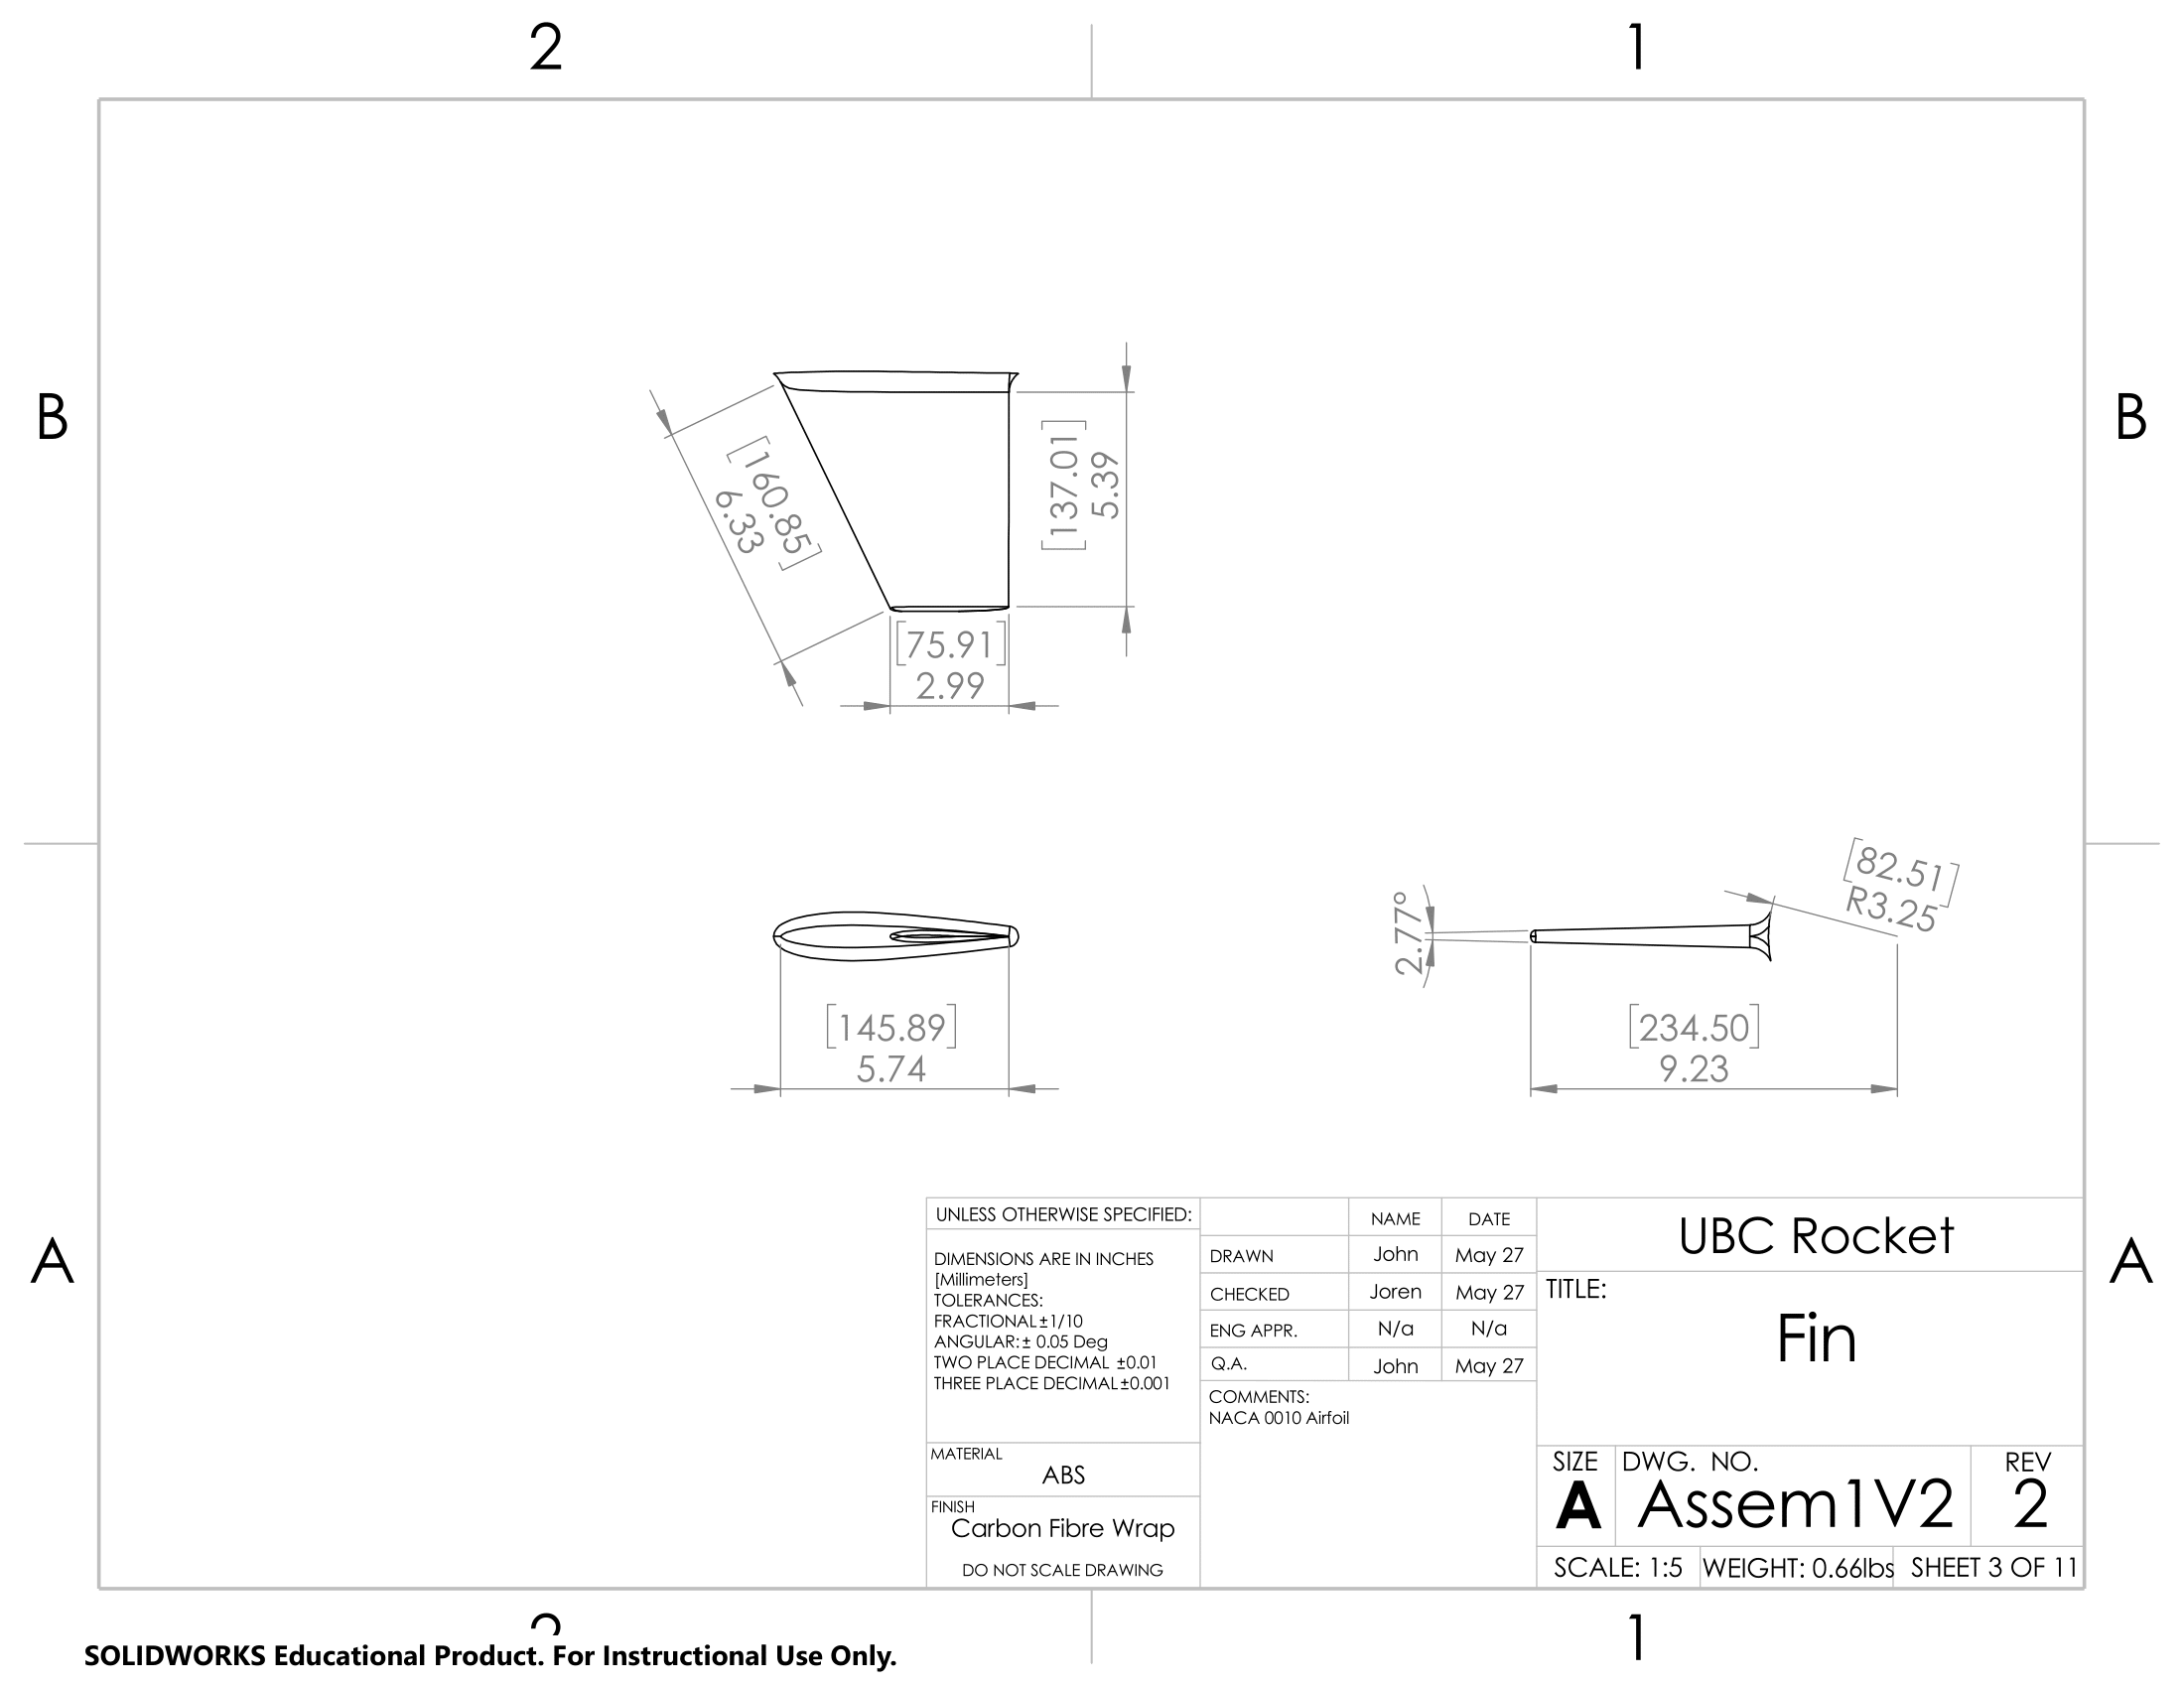 2
1
B
B
[160.85]
6.33
[137.01]
5.39
[75.91]
2.99
[82.51]
R3.25
2.77°
[145.89]
5.74
[234.50]
9.23
A
A
UNLESS OTHERWISE SPECIFIED:
DIMENSIONS ARE IN INCHES
[Millimeters]
TOLERANCES:
FRACTIONAL±1/10
ANGULAR:± 0.05 Deg
TWO PLACE DECIMAL ±0.01
THREE PLACE DECIMAL±0.001
MATERIAL
ABS
FINISH
Carbon Fibre Wrap
DO NOT SCALE DRAWING
NAME DATE
DRAWN John May 27
CHECKED Joren May 27
ENG APPR. N/a N/a
Q.A. John May 27
COMMENTS:
NACA 0010 Airfoil
UBC Rocket
TITLE:
Fin
SIZE DWG. NO. REV
A Assem1V2 2
SCALE: 1:5 WEIGHT: 0.66lbs SHEET 3 OF 11
2
1
SOLIDWORKS Educational Product. For Instructional Use Only.